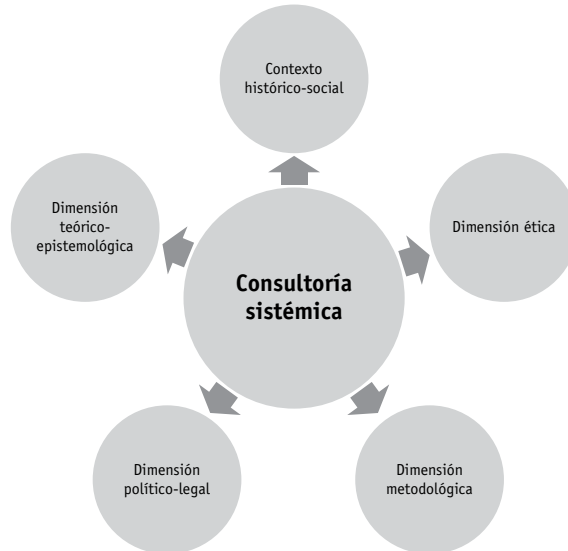 Contexto
histórico-social
Dimensión
teórico-
epistemológica
Dimensión ética
Consultoría
sistémica
Dimensión
político-legal
Dimensión
metodológica